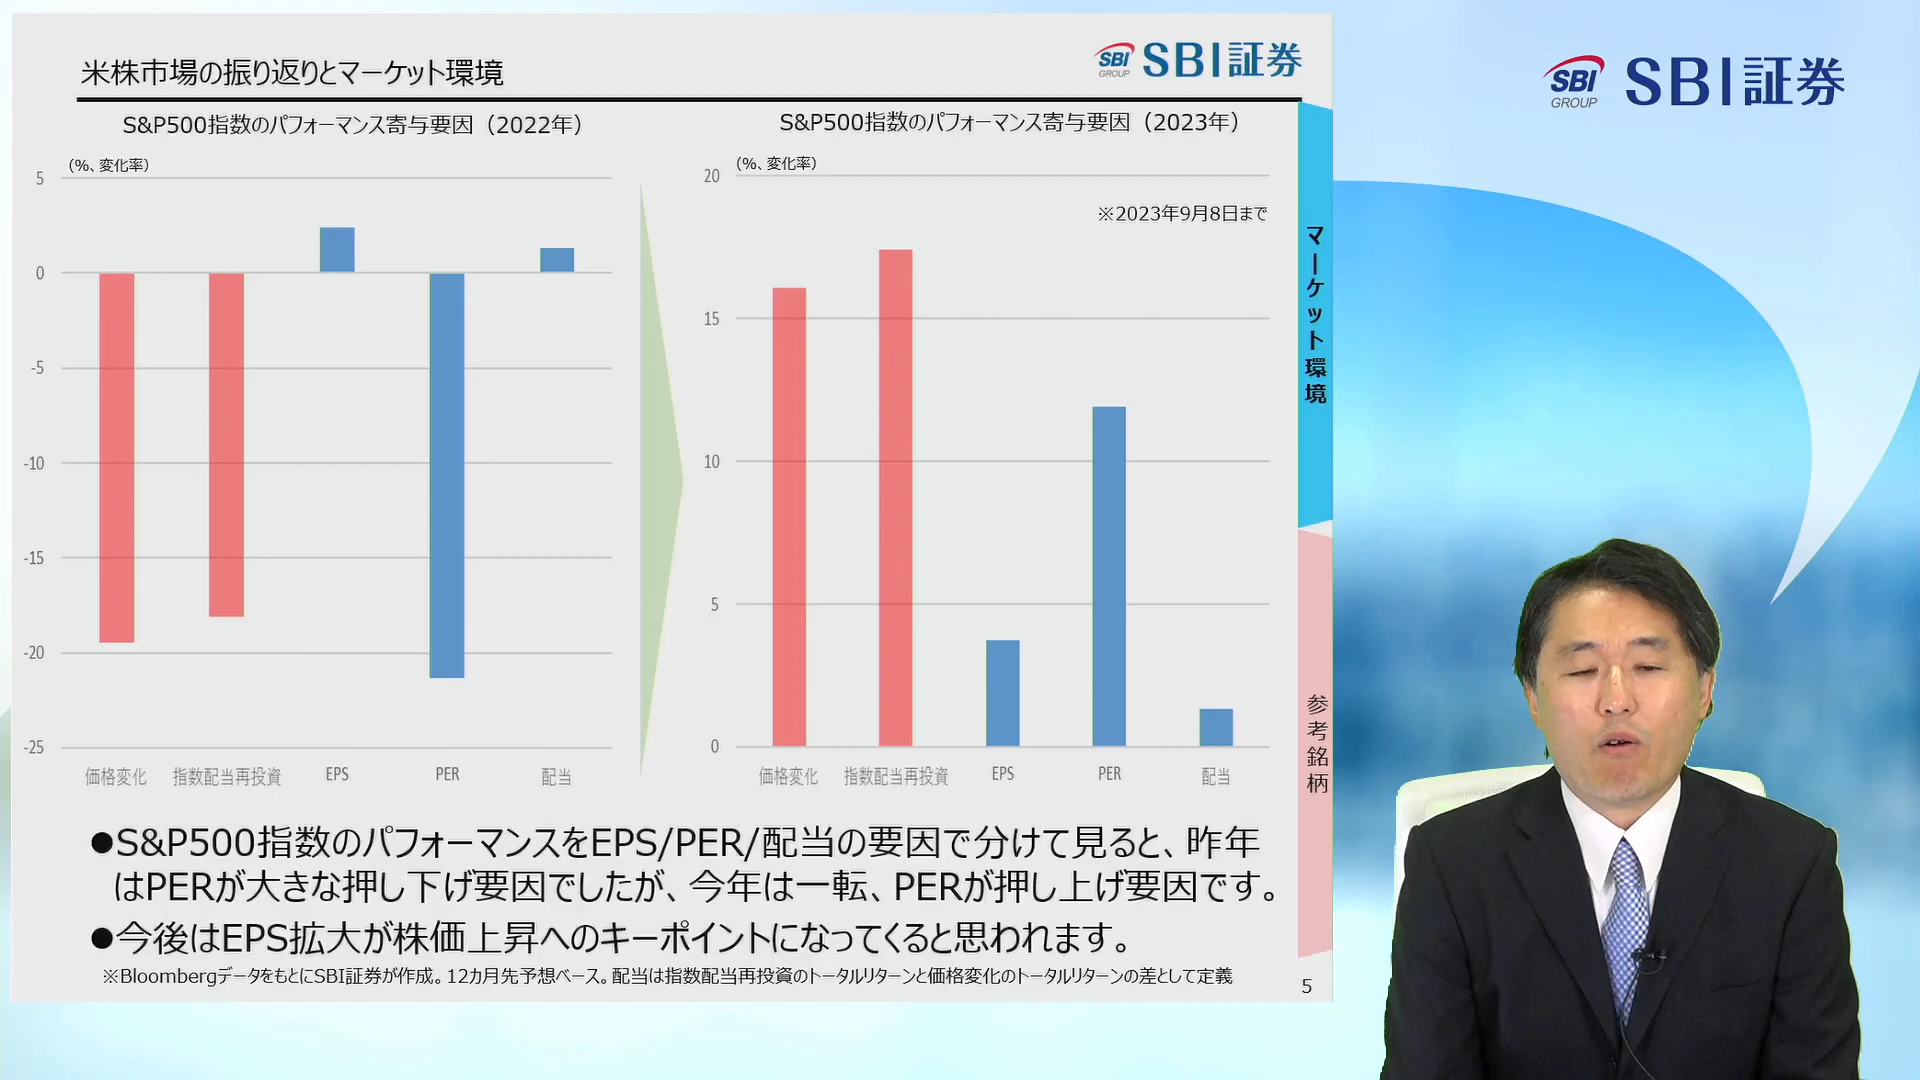 米株市場の振り返りとマーケット環境
SBI
GROUP
SBI証券
S&P500指数のパフォーマンス寄与要因（2022年）
(%、変化率)
5
0
-5
-10
-15
-20
-25
価格変化
指数配当再投資
EPS
PER
配当
S&P500指数のパフォーマンス寄与要因（2023年）
(%、変化率)
※2023年9月8日まで
20
15
10
5
0
価格変化
指数配当再投資
EPS
PER
配当
マーケット環境
参考銘柄
●S&P500指数のパフォーマンスをEPS/PER/配当の要因で分けて見ると、昨年
はPERが大きな押し下げ要因でしたが、今年は一転、PERが押し上げ要因です。
●今後はEPS拡大が株価上昇へのキーポイントになってくると思われます。
※BloombergデータをもとにSBI証券が作成。12カ月先予想ベース。配当は指数配当再投資のトータルリターンと価格変化のトータルリターンの差として定義
5
SBI
GROUP
SBI証券